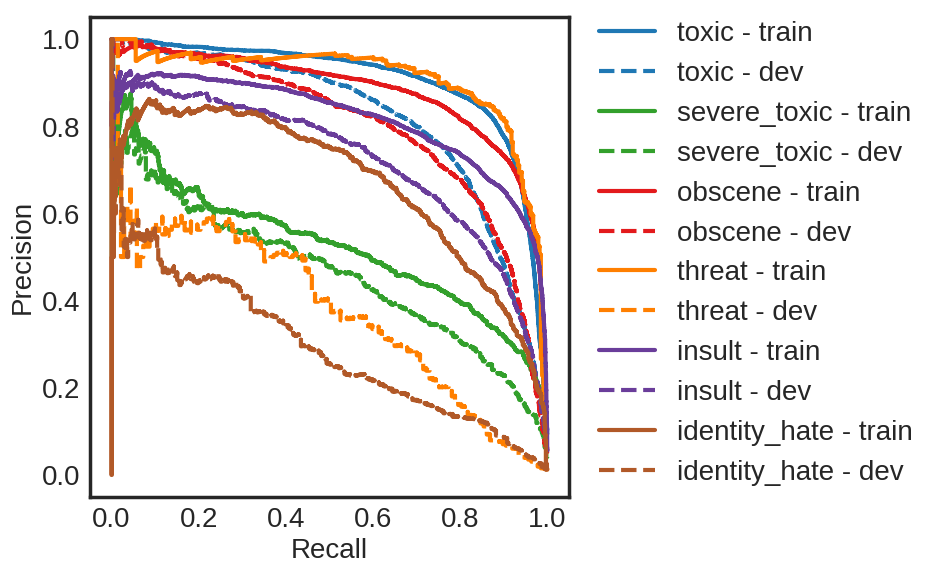 1.0
0.8
0.6
0.4
0.2
0.0
Precision
0.0 0.2 0.4 0.6 0.8 1.0
Recall
toxic - train
toxic - dev
severe_toxic - train
severe_toxic - dev
obscene - train
obscene - dev
threat - train
threat - dev
insult - train
insult - dev
identity_hate - train
identity_hate - dev